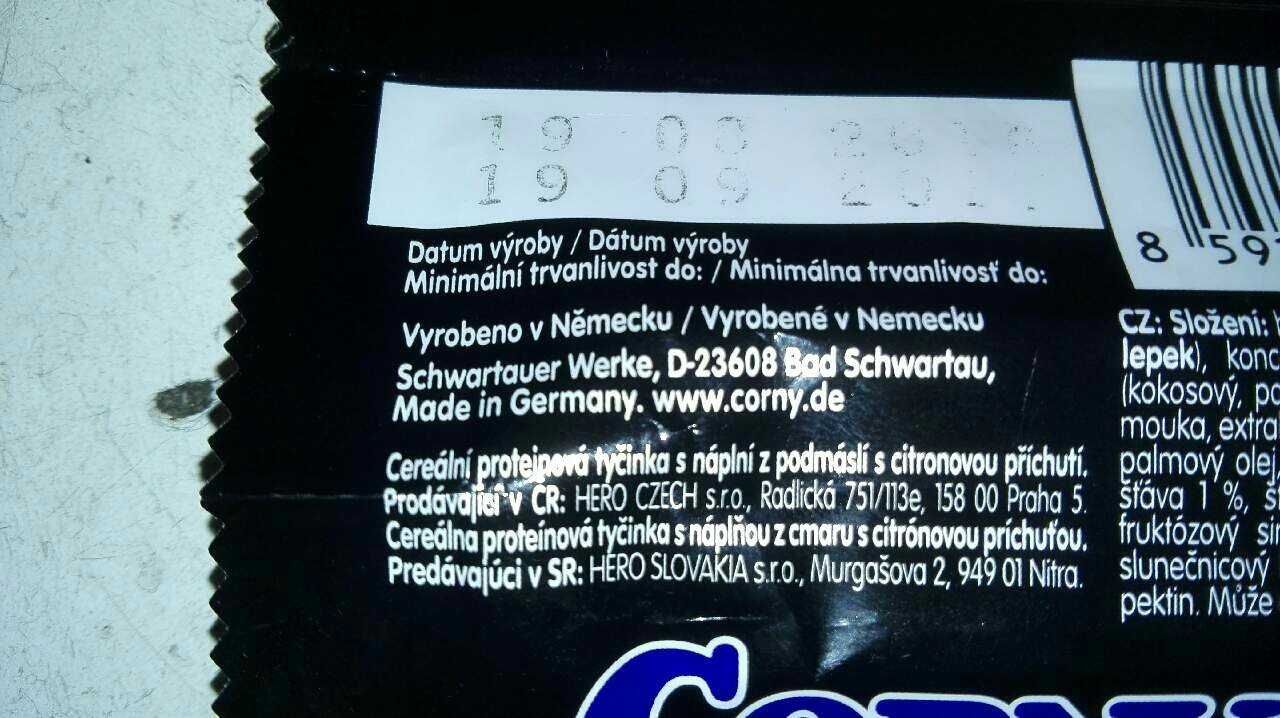 19 09
Datum výroby / Dátum výroby
Minimální trvanlivost do: / Minimálna trvanlivosť do:
Vyrobeno v Německu / Vyrobené v Nemecku
Schwartauer Werke, D-23608 Bad Schwartau,
Made in Germany. www.corny.de
Cereální proteinová tyčinka s náplní z podmáslí s citronovou příchutí.
Prodávající v ČR: HERO CZECH s.r.o., Radlická 751/113e, 158 00 Praha 5.
Cereálna proteínová tyčinka s náplňou z cmaru s citrónovou príchuťou.
Predávajúci v SR: HERO SLOVAKIA s.r.o., Murgašova 2, 949 01 Nitra.
8 59
CZ: Složení:
lepek), konc
(kokosový, pa
mouka, extra
palmový olej,
šťáva 1 %, s
fruktózový sir
slunečnicový
pektin. Může
CORNY